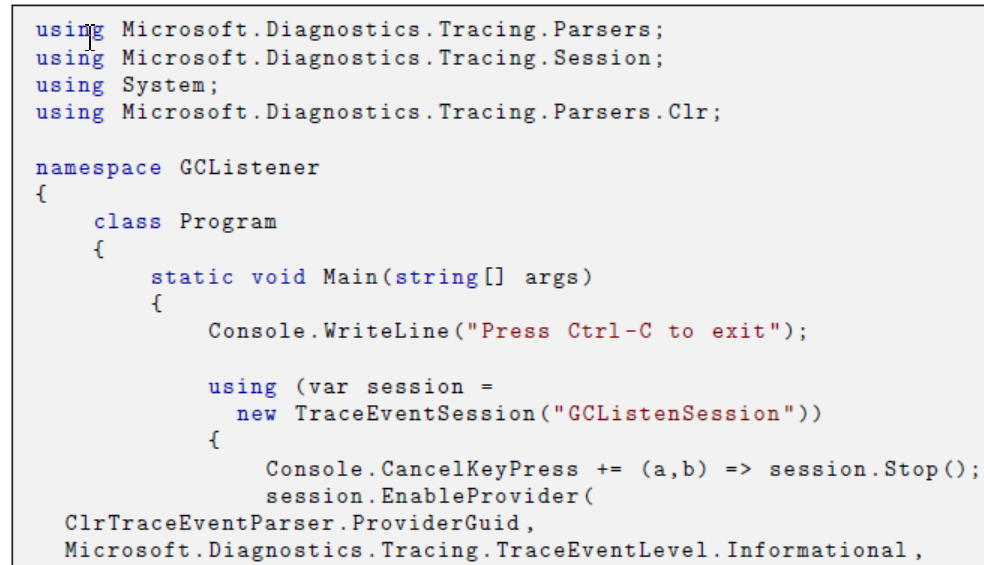 using Microsoft.Diagnostics.Tracing.Parsers;
using Microsoft.Diagnostics.Tracing.Session;
using System;
using Microsoft.Diagnostics.Tracing.Parsers.Clr;

namespace GCListener
{
    class Program
    {
        static void Main(string[] args)
        {
            Console.WriteLine("Press Ctrl-C to exit");

            using (var session =
              new TraceEventSession("GCListenSession"))
            {
                Console.CancelKeyPress += (a,b) => session.Stop();
                session.EnableProvider(
  ClrTraceEventParser.ProviderGuid,
  Microsoft.Diagnostics.Tracing.TraceEventLevel.Informational,